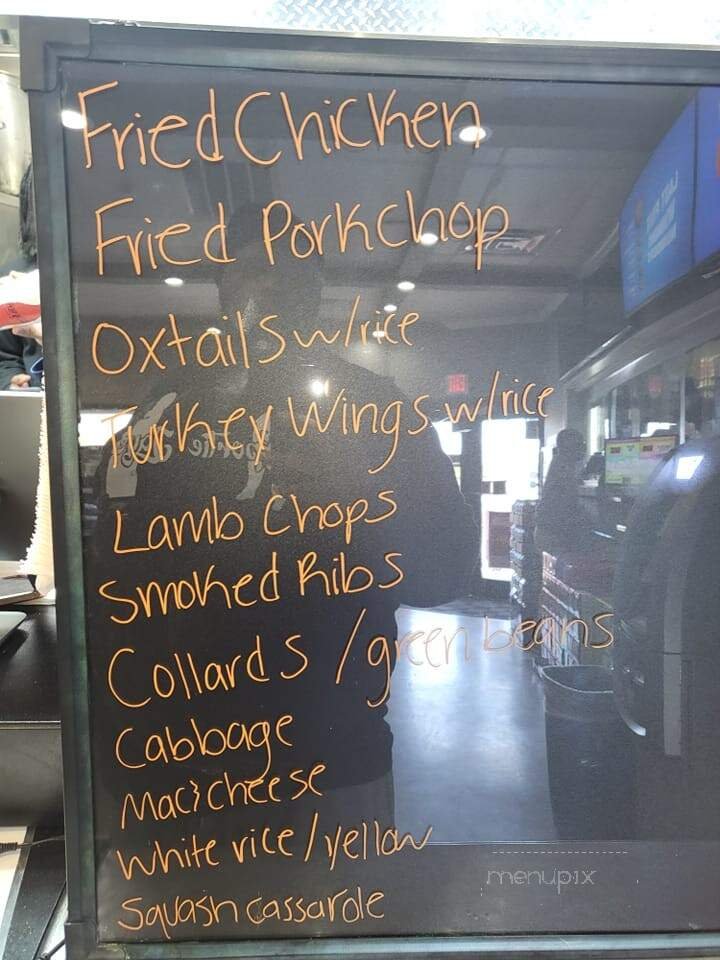 Fried Chicken
Fried Porkchop
Oxtails w/rice
Turkey Wings w/rice
Lamb Chops
Smoked Ribs
Collards / green beans
Cabbage
Mac & cheese
White rice / yellow
Squash cassarole
menupix